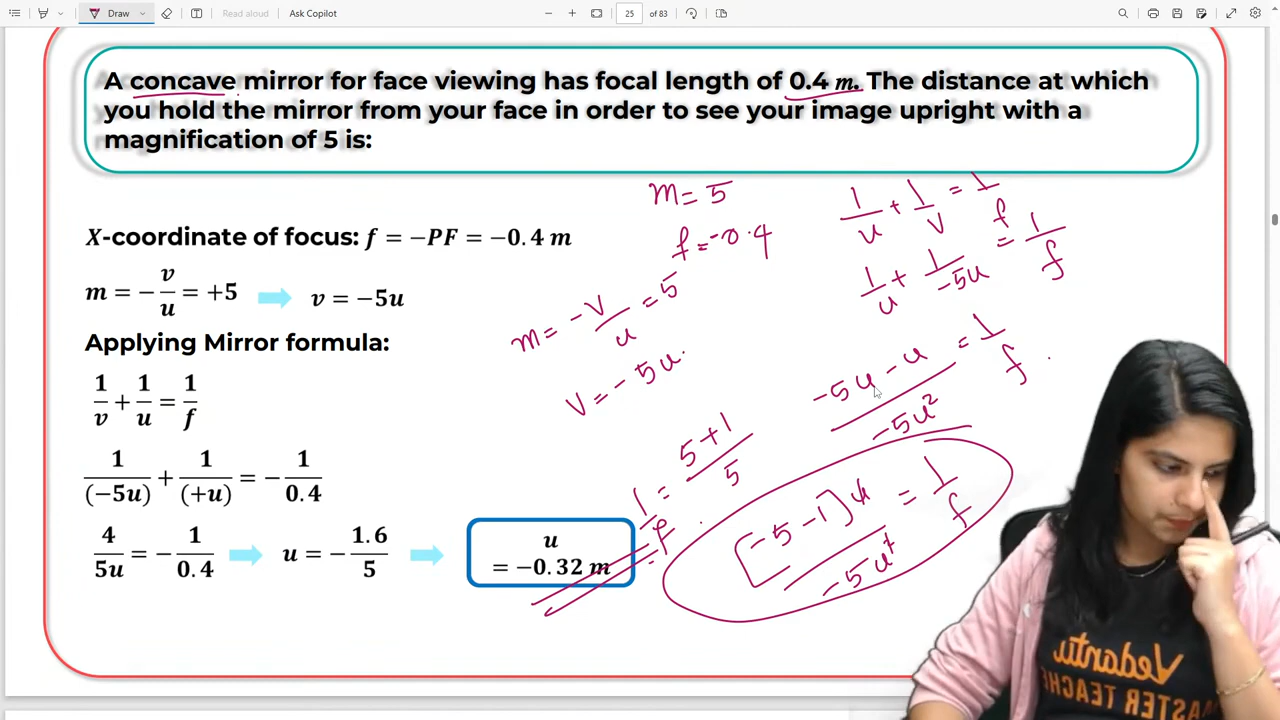 Draw
Read aloud
Ask Copilot
25
of 83
A concave mirror for face viewing has focal length of 0.4 m. The distance at which
you hold the mirror from your face in order to see your image upright with a
magnification of 5 is:
X-coordinate of focus: f = −PF = −0.4 m
m = − v/u = +5 v = −5u
Applying Mirror formula:
1/v + 1/u = 1/f
1/(−5u) + 1/(+u) = − 1/0.4
4/5u = − 1/0.4 u = − 1.6/5
u
= −0.32 m
m = 5
f = -0.4
m = -v/u = 5
v = -5u.
1/u + 1/v = 1/f
1/u + 1/-5u = 1/f
-5u - u/-5u² = 1/f
[-5-1]u/-5u² = 1/f
1/f = 5+1/5
Vedantu
MASTER TEACHER